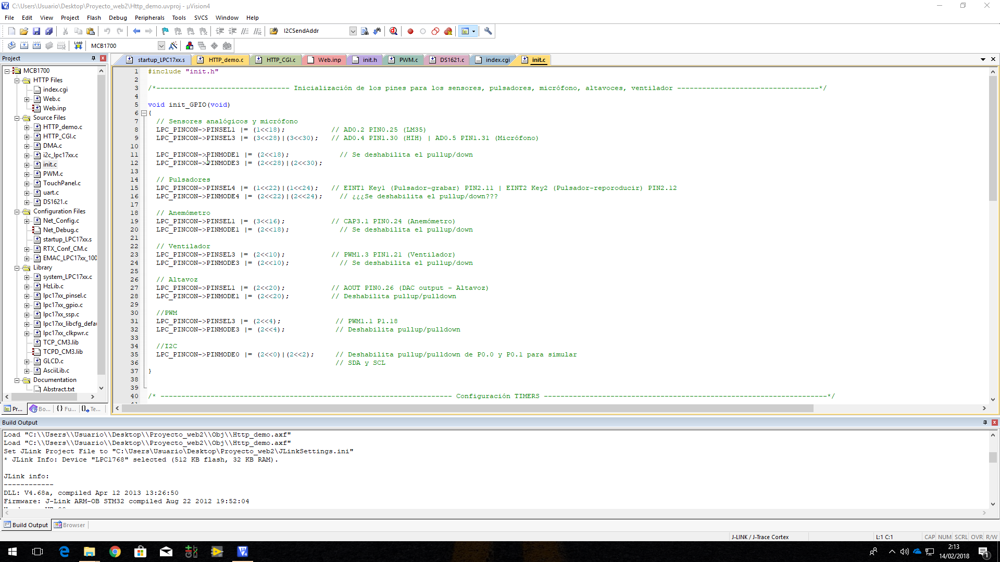 C:\Users\Usuario\Desktop\Proyecto_web2\Http_demo.uvproj - µVision4
File Edit View Project Flash Debug Peripherals Tools SVCS Window Help
I2CSendAddr
LOAD MCB1700
Project
MCB1700
HTTP Files
index.cgi
Web.c
Web.inp
Source Files
HTTP_demo.c
HTTP_CGI.c
DMA.c
i2c_lpc17xx.c
init.c
PWM.c
TouchPanel.c
uart.c
DS1621.c
Configuration Files
Net_Config.c
Net_Debug.c
startup_LPC17xx.s
RTX_Conf_CM.c
EMAC_LPC17xx_100
Library
system_LPC17xx.c
HzLib.c
lpc17xx_pinsel.c
lpc17xx_gpio.c
lpc17xx_ssp.c
lpc17xx_libcfg_defau
lpc17xx_clkpwr.c
TCP_CM3.lib
TCPD_CM3.lib
GLCD.c
AsciiLib.c
Documentation
Abstract.txt
Pr... Bo... {} Fu... Te...
startup_LPC17xx.s HTTP_demo.c HTTP_CGI.c Web.inp init.h PWM.c DS1621.c index.cgi init.c
1 #include "init.h"
2
3 /*-------------------------------- Inicialización de los pines para los sensores, pulsadores, micrófono, altavoces, ventilador ----------------------------------*/
4
5 void init_GPIO(void)
6 {
7 // Sensores analógicos y micrófono
8 LPC_PINCON->PINSEL1 |= (1<<18); // AD0.2 PIN0.25 (LM35)
9 LPC_PINCON->PINSEL3 |= (3<<28)|(3<<30); // AD0.4 PIN1.30 (HIH) | AD0.5 PIN1.31 (Micrófono)
10
11 LPC_PINCON->PINMODE1 |= (2<<18); // Se deshabilita el pullup/down
12 LPC_PINCON->PINMODE3 |= (2<<28)|(2<<30);
13
14 // Pulsadores
15 LPC_PINCON->PINSEL4 |= (1<<22)|(1<<24); // EINT1 Key1 (Pulsador-grabar) PIN2.11 | EINT2 Key2 (Pulsador-reporoducir) PIN2.12
16 LPC_PINCON->PINMODE4 |= (2<<22)|(2<<24); // ¿¿¿Se deshabilita el pullup/down???
17
18 // Anemómetro
19 LPC_PINCON->PINSEL1 |= (3<<16); // CAP3.1 PIN0.24 (Anemómetro)
20 LPC_PINCON->PINMODE1 |= (2<<18); // Se deshabilita el pullup/down
21
22 // Ventilador
23 LPC_PINCON->PINSEL3 |= (2<<10); // PWM1.3 PIN1.21 (Ventilador)
24 LPC_PINCON->PINMODE3 |= (2<<10); // Se deshabilita el pullup/down
25
26 // Altavoz
27 LPC_PINCON->PINSEL1 |= (2<<20); // AOUT PIN0.26 (DAC output - Altavoz)
28 LPC_PINCON->PINMODE1 |= (2<<20); // Deshabilita pullup/pulldown
29
30 //PWM
31 LPC_PINCON->PINSEL3 |= (2<<4); // PWM1.1 P1.18
32 LPC_PINCON->PINMODE3 |= (2<<4); // Deshabilita pullup/pulldown
33
34 //I2C
35 LPC_PINCON->PINMODE0 |= (2<<0)|(2<<2); // Deshabilita pullup/pulldown de P0.0 y P0.1 para simular
36 // SDA y SCL
37 }
38
39
40 /* ---------------------------------------------------------------------- Configuración TIMERS --------------------------------------------------------------------*/
Build Output
Load "C:\\Users\\Usuario\\Desktop\\Proyecto_web2\\Obj\\Http_demo.axf"
Load "C:\\Users\\Usuario\\Desktop\\Proyecto_web2\\Obj\\Http_demo.axf"
Set JLink Project File to "C:\Users\Usuario\Desktop\Proyecto_web2\JLinkSettings.ini"
* JLink Info: Device "LPC1768" selected (512 KB flash, 32 KB RAM).
JLink info:
------------
DLL: V4.68a, compiled Apr 12 2013 13:26:50
Firmware: J-Link ARM-OB STM32 compiled Aug 22 2012 19:52:04
Build Output Browser
J-LINK / J-Trace Cortex L:1 C:1 CAP NUM SCRL OVR R/W
2:13
14/02/2018
1